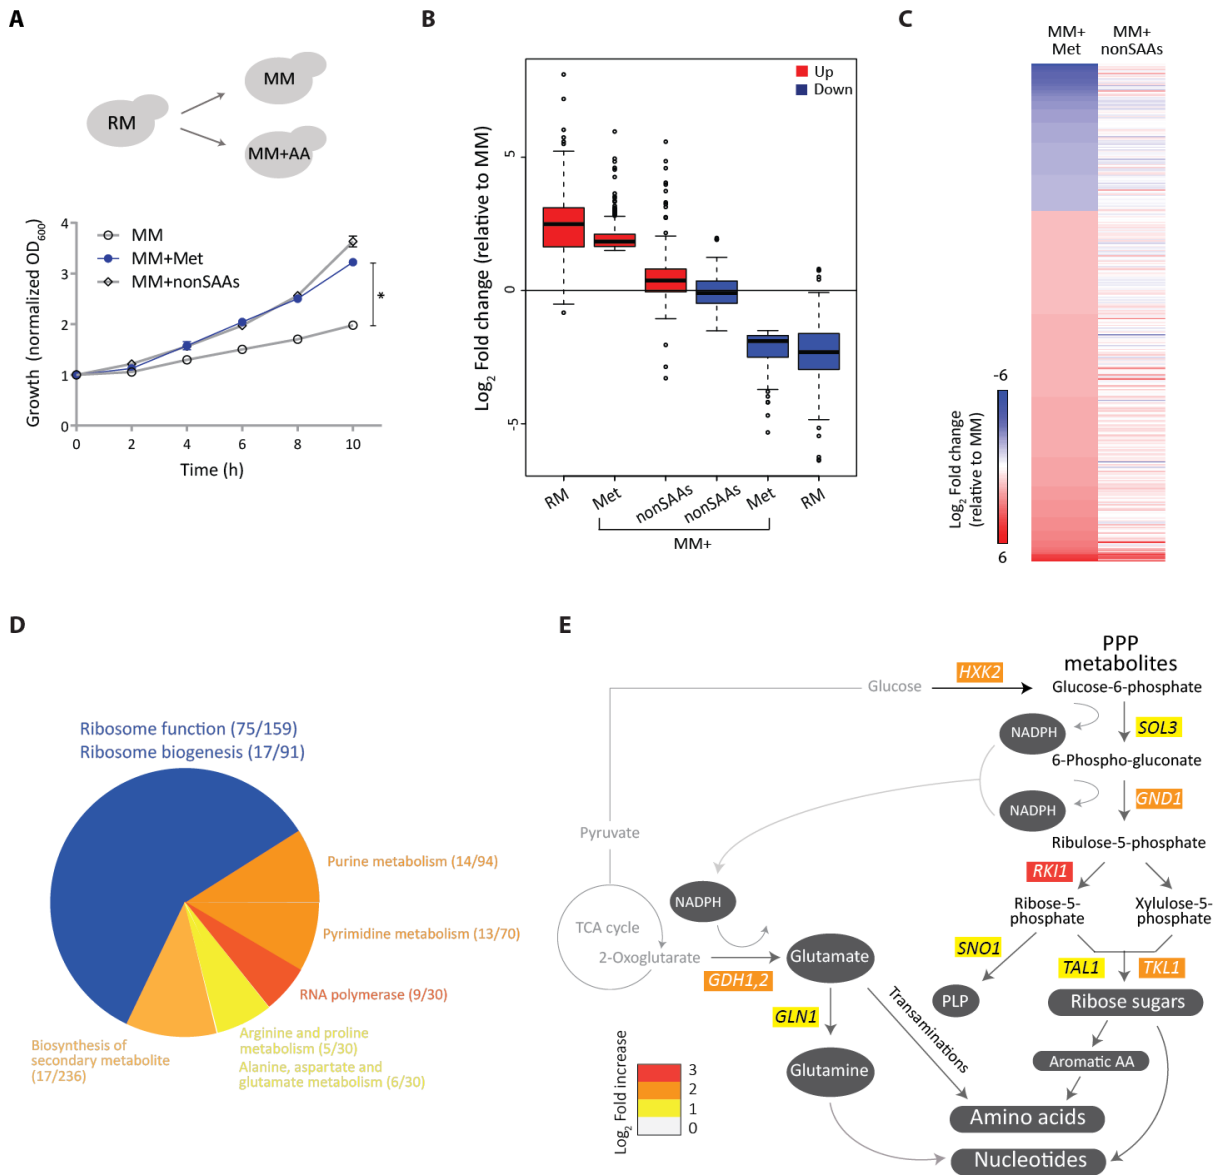 A
RM
MM
MM+AA
Growth (normalized OD600)
4
3
2
1
0
MM
MM+Met
MM+nonSAAs
*
0 2 4 6 8 10
Time (h)
B
Log2 Fold change (relative to MM)
5
0
-5
Up
Down
RM Met nonSAAs nonSAAs Met RM
MM+
C
MM+ MM+
Met nonSAAs
-6
6
Log2 Fold change
(relative to MM)
D
Ribosome function (75/159)
Ribosome biogenesis (17/91)
Purine metabolism (14/94)
Pyrimidine metabolism (13/70)
RNA polymerase (9/30)
Arginine and proline
metabolism (5/30)
Alanine, aspartate and
glutamate metabolism (6/30)
Biosynthesis of
secondary metabolite
(17/236)
E
PPP
metabolites
Glucose
HXK2
Glucose-6-phosphate
NADPH
SOL3
6-Phospho-gluconate
NADPH
GND1
Pyruvate
Ribulose-5-phosphate
RKI1
NADPH
Ribose-5-
phosphate
Xylulose-5-
phosphate
TCA cycle
2-Oxoglutarate
GDH1,2
Glutamate
SNO1
TAL1
TKL1
PLP
Ribose sugars
GLN1
Transaminations
Aromatic AA
Glutamine
Amino acids
Nucleotides
Log2 Fold increase
3
2
1
0